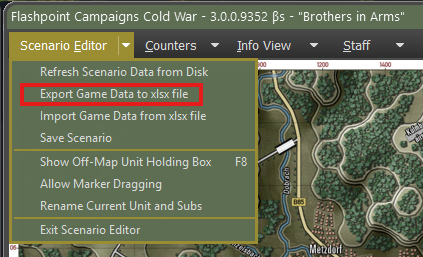 Flashpoint Campaigns Cold War - 3.0.0.9352 βs - "Brothers in Arms"
Scenario Editor Counters Info Views Staff
Refresh Scenario Data from Disk
Export Game Data to xlsx file
Import Game Data from xlsx file
Save Scenario
Show Off-Map Unit Holding Box F8
Allow Marker Dragging
Rename Current Unit and Subs
Exit Scenario Editor
Dobrach
B85
Metzdorf